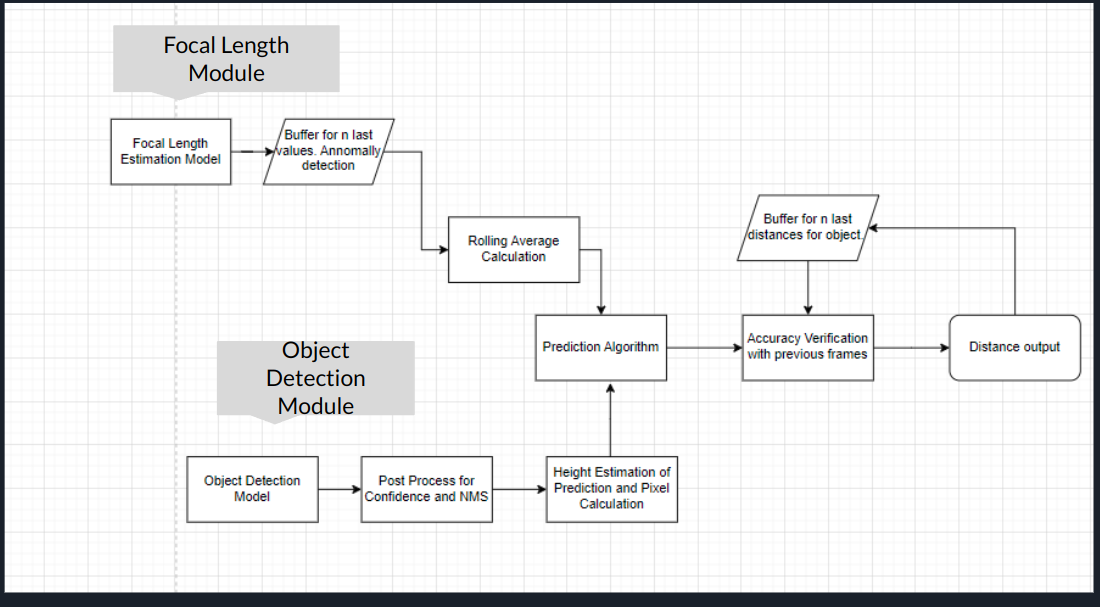 Focal Length
Module
Focal Length
Estimation Model
Buffer for n last
values. Annomally
detection
Rolling Average
Calculation
Buffer for n last
distances for object.
Prediction Algorithm
Accuracy Verification
with previous frames
Distance output
Object
Detection
Module
Object Detection
Model
Post Process for
Confidence and NMS
Height Estimation of
Prediction and Pixel
Calculation